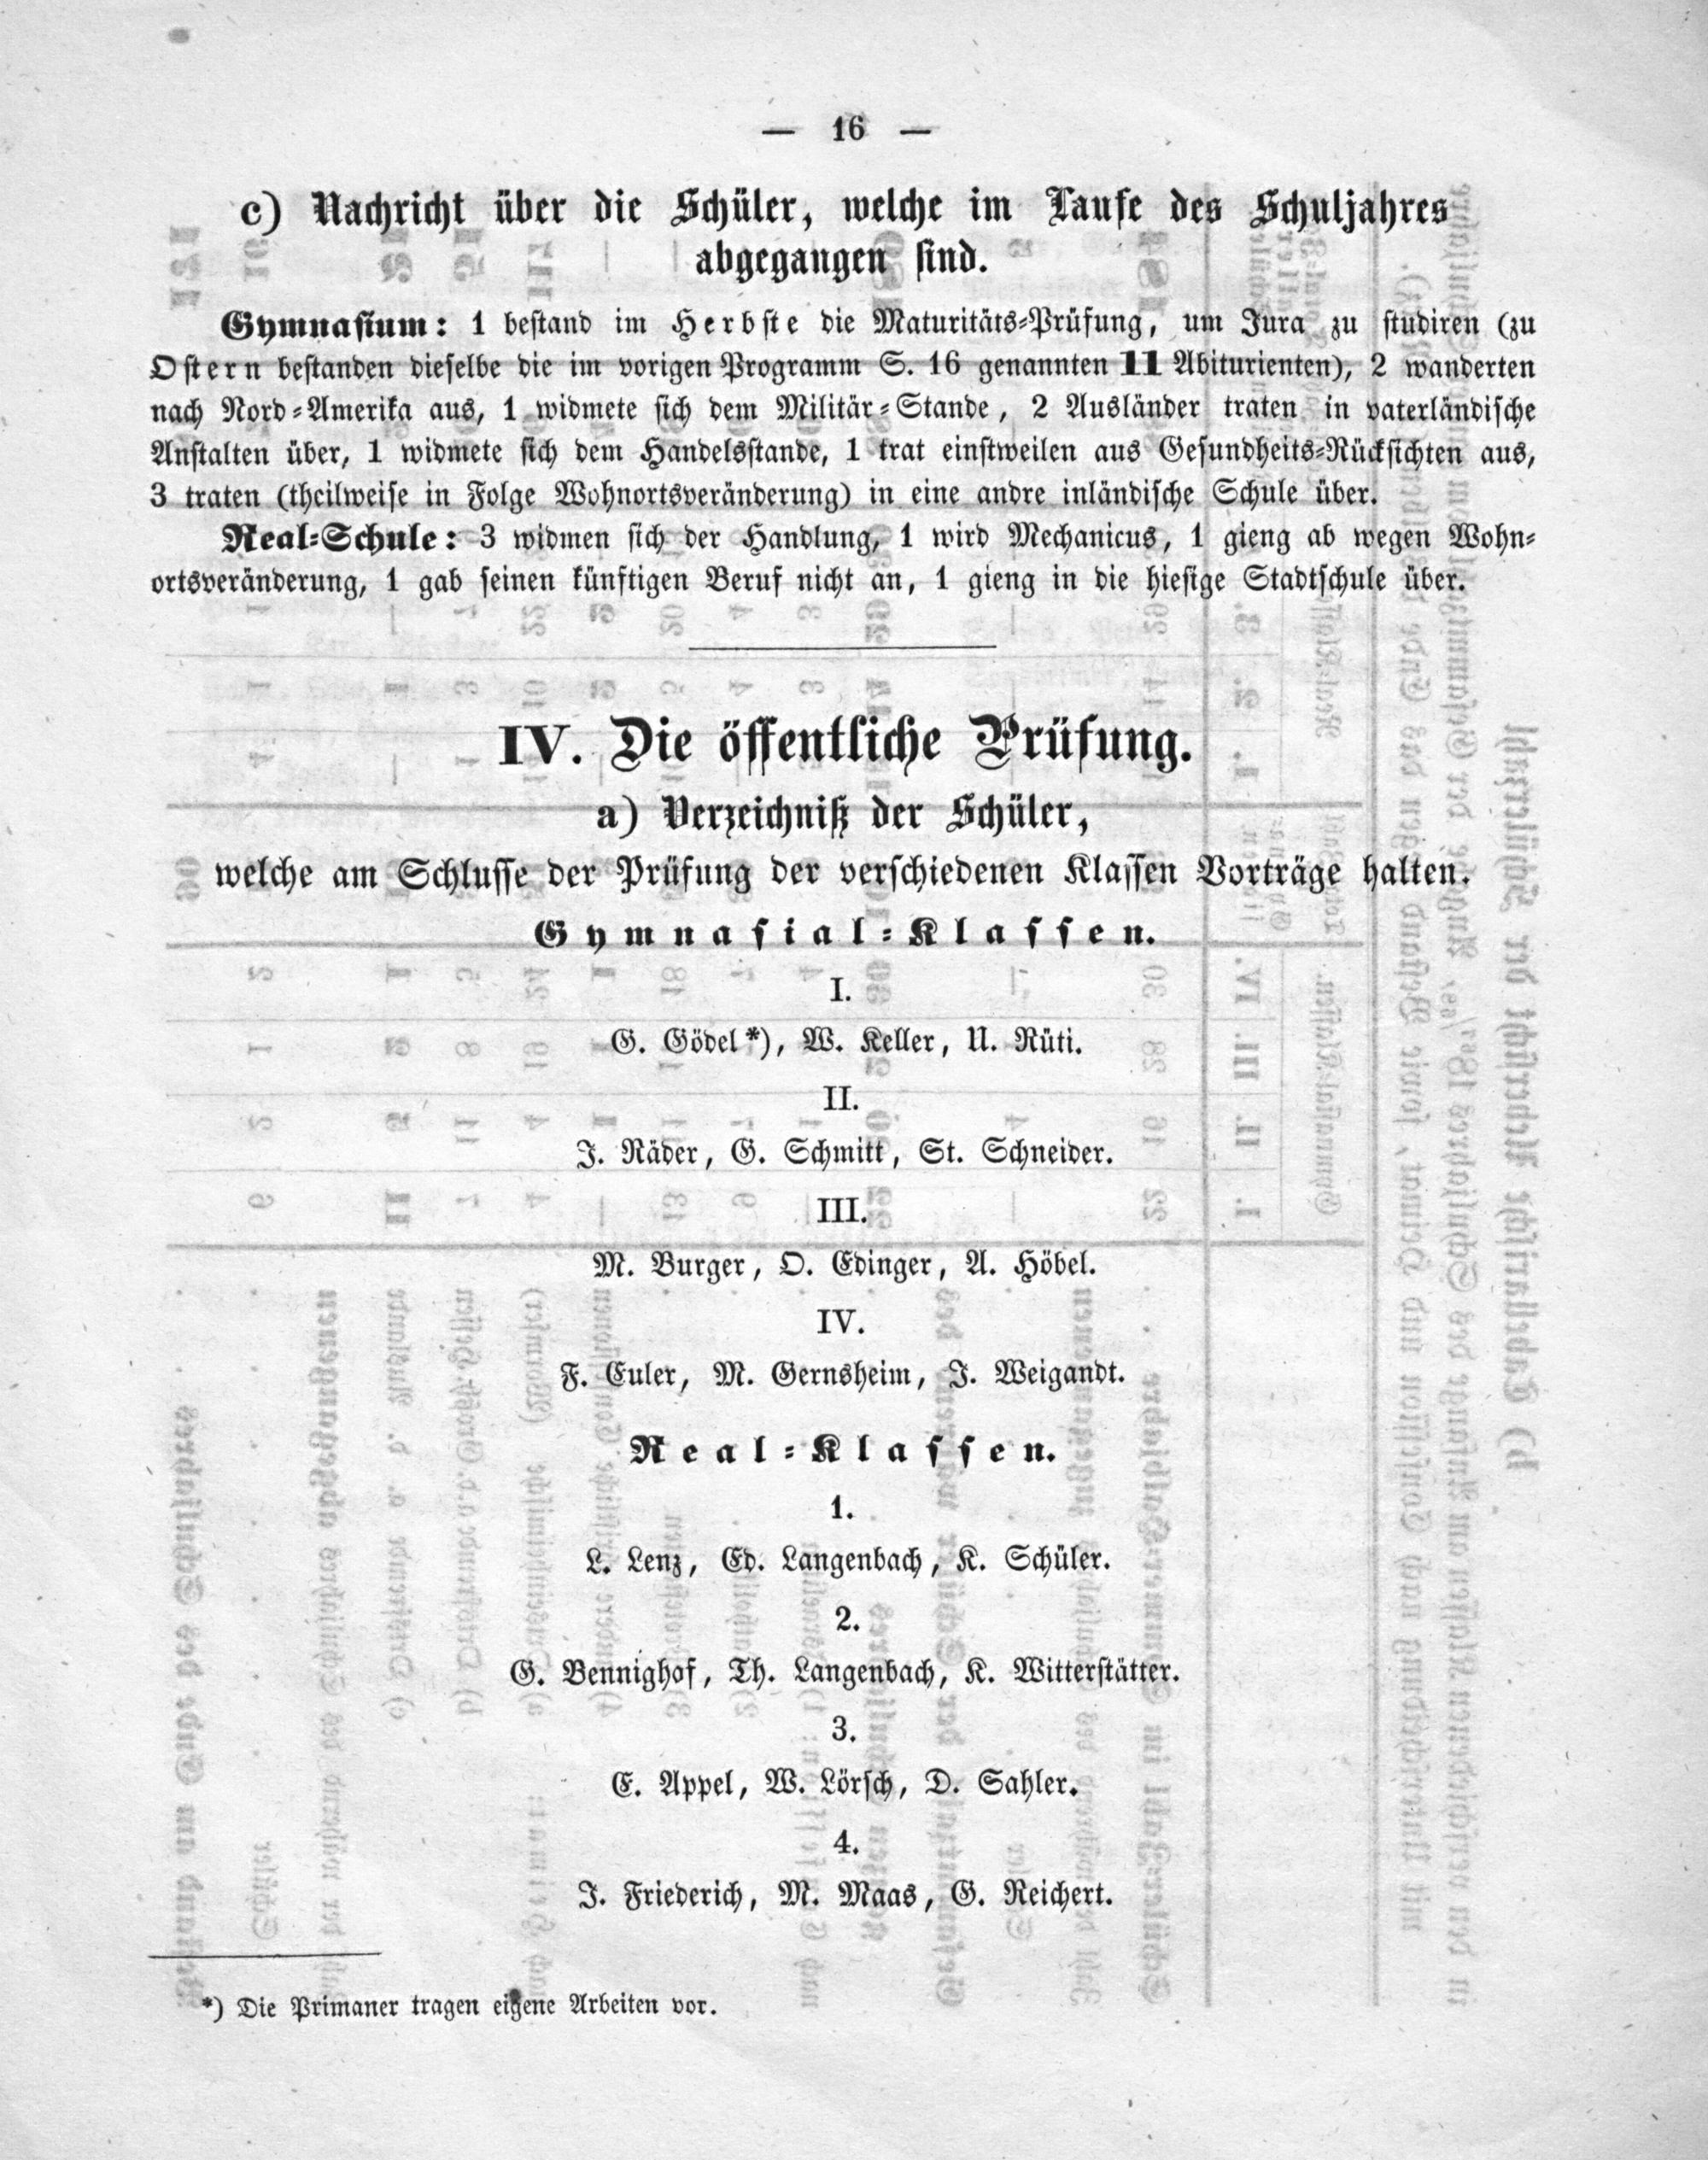 — 16 —
c) Nachricht über die Schüler, welche im Laufe des Schuljahres
abgegangen sind.
Gymnasium: 1 bestand im Herbste die Maturitäts-Prüfung, um Jura zu studiren (zu
Ostern bestanden dieselbe die im vorigen Programm S. 16 genannten 11 Abiturienten), 2 wanderten
nach Nord-Amerika aus, 1 widmete sich dem Militär-Stande, 2 Ausländer traten in vaterländische
Anstalten über, 1 widmete sich dem Handelsstande, 1 trat einstweilen aus Gesundheits-Rücksichten aus,
3 traten (theilweise in Folge Wohnortsveränderung) in eine andre inländische Schule über.
Real-Schule: 3 widmen sich der Handlung, 1 wird Mechanicus, 1 gieng ab wegen Wohn-
ortsveränderung, 1 gab seinen künftigen Beruf nicht an, 1 gieng in die hiesige Stadtschule über.
IV. Die öffentliche Prüfung.
a) Verzeichniß der Schüler,
welche am Schlusse der Prüfung der verschiedenen Klassen Vorträge halten.
Gymnasial-Klassen.
I.
G. Gödel*), W. Keller, U. Rüti.
II.
J. Räder, G. Schmitt, St. Schneider.
III.
M. Burger, O. Edinger, A. Höbel.
IV.
F. Euler, M. Gernsheim, J. Weigandt.
Real-Klassen.
1.
L. Lenz, Ed. Langenbach, K. Schüler.
2.
G. Bennighof, Th. Langenbach, K. Witterstätter.
3.
E. Appel, W. Lörsch, D. Sahler.
4.
J. Friederich, M. Maas, G. Reichert.
*) Die Primaner tragen eigene Arbeiten vor.